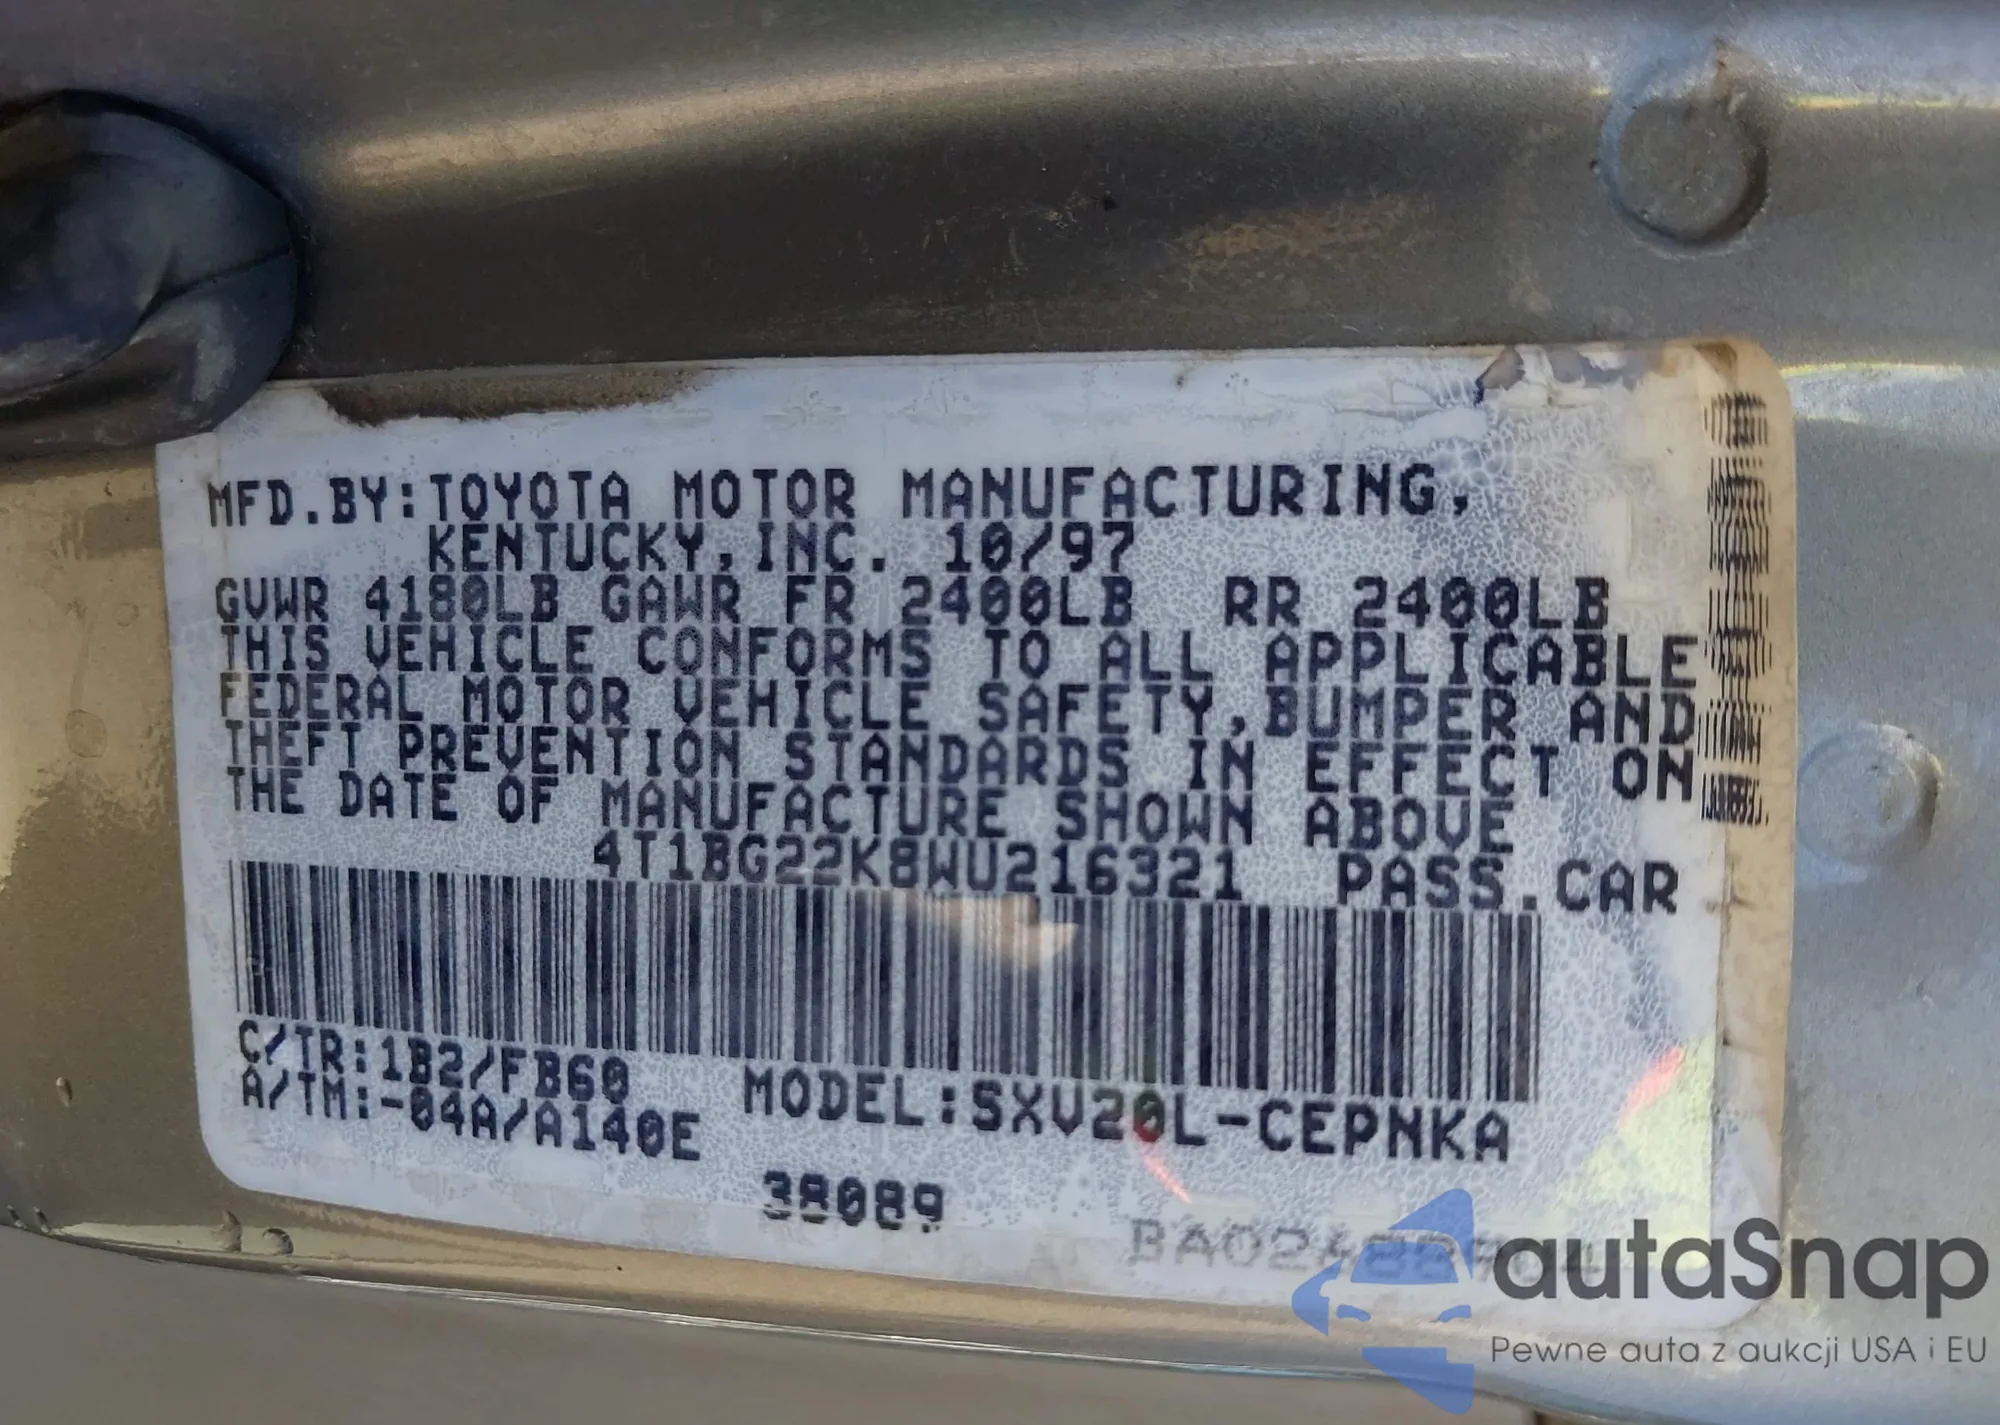 MFD.BY:TOYOTA MOTOR MANUFACTURING,
KENTUCKY,INC. 10/97
GVWR 4180LB GAWR FR 2400LB RR 2400LB
THIS VEHICLE CONFORMS TO ALL APPLICABLE
FEDERAL MOTOR VEHICLE SAFETY,BUMPER AND
THEFT PREVENTION STANDARDS IN EFFECT ON
THE DATE OF MANUFACTURE SHOWN ABOVE
4T1BG22K8WU216321 PASS.CAR
C/TR:1B2/FB60
A/TM:-04A/A140E
MODEL:SXV20L-CEPNKA
38089
autaSnap
Pewne auta z aukcji USA i EU